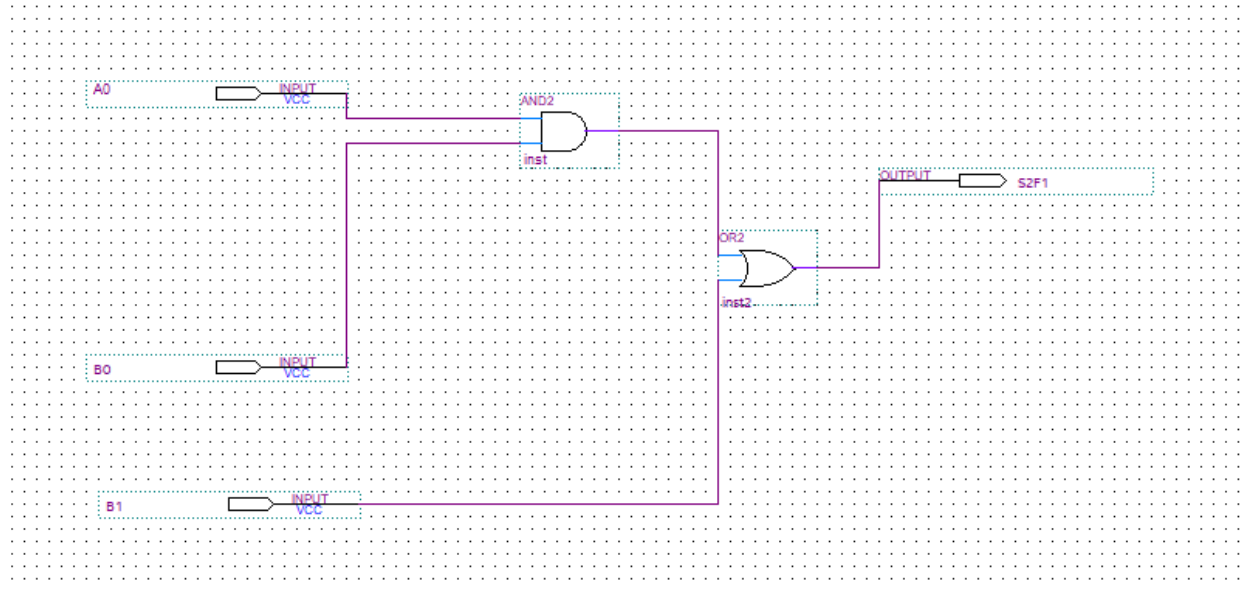 A0
INPUT
VCC
AND2
inst
OUTPUT
S2F1
OR2
inst2
B0
INPUT
VCC
B1
INPUT
VCC